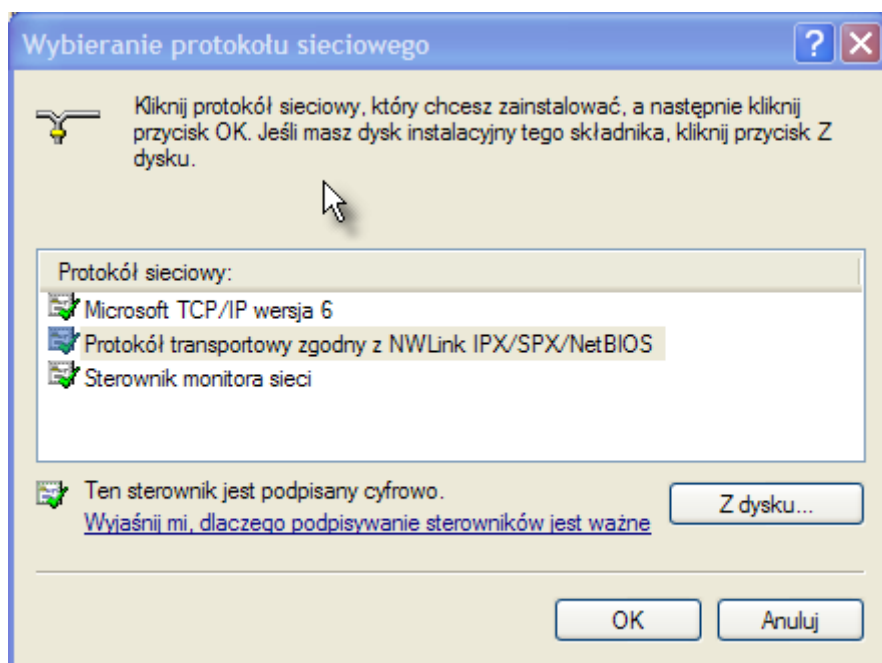 Wybieranie protokołu sieciowego
Kliknij protokół sieciowy, który chcesz zainstalować, a następnie kliknij
przycisk OK. Jeśli masz dysk instalacyjny tego składnika, kliknij przycisk Z
dysku.
Protokół sieciowy:
Microsoft TCP/IP wersja 6
Protokół transportowy zgodny z NWLink IPX/SPX/NetBIOS
Sterownik monitora sieci
Ten sterownik jest podpisany cyfrowo.
Wyjaśnij mi, dlaczego podpisywanie sterowników jest ważne
Z dysku...
OK
Anuluj